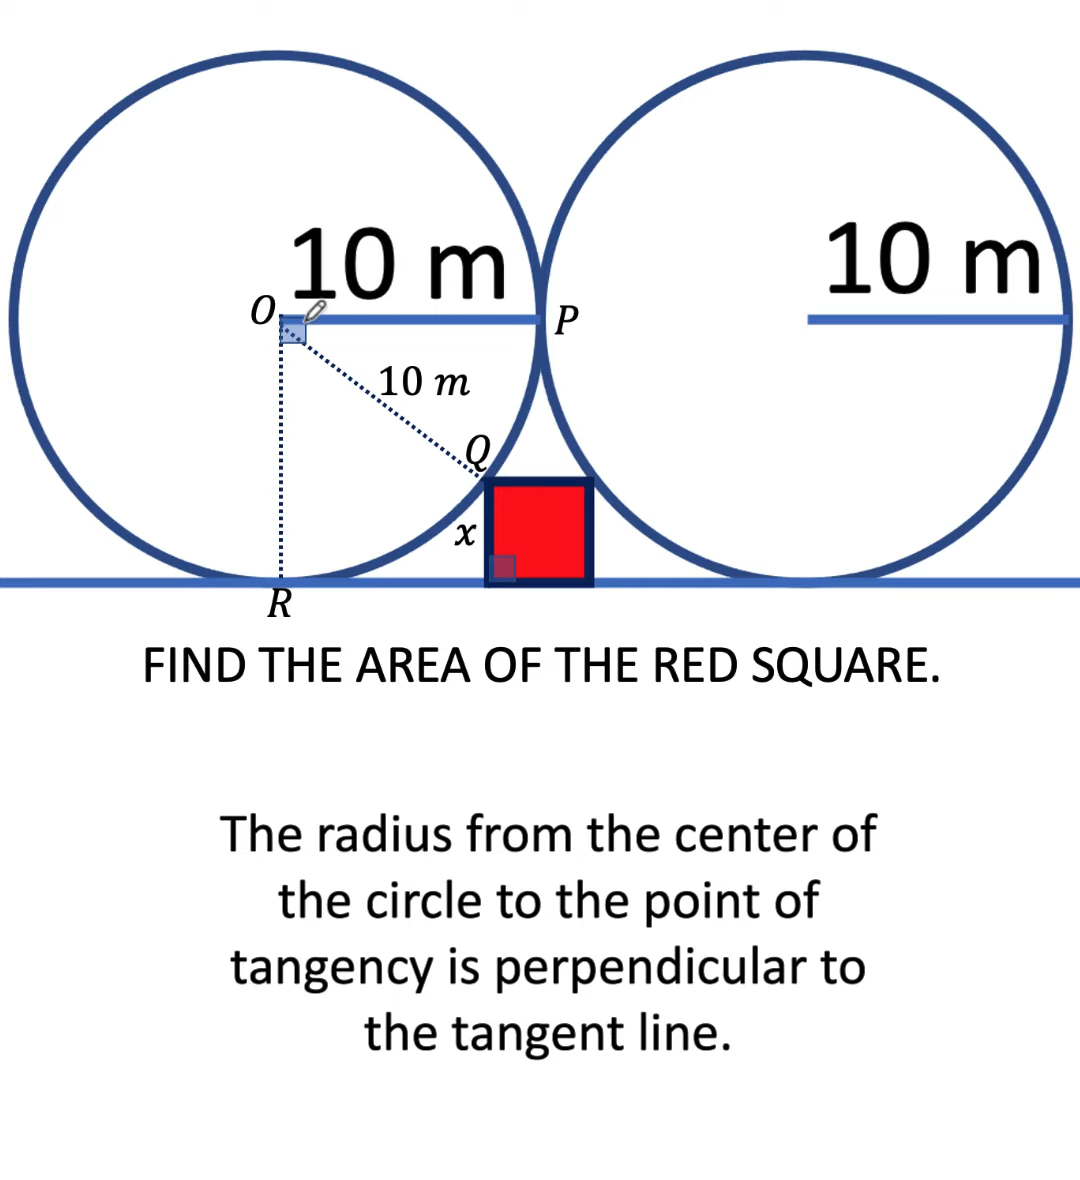 10 m
10 m
O
P
10 m
Q
x
R
FIND THE AREA OF THE RED SQUARE.
The radius from the center of
the circle to the point of
tangency is perpendicular to
the tangent line.